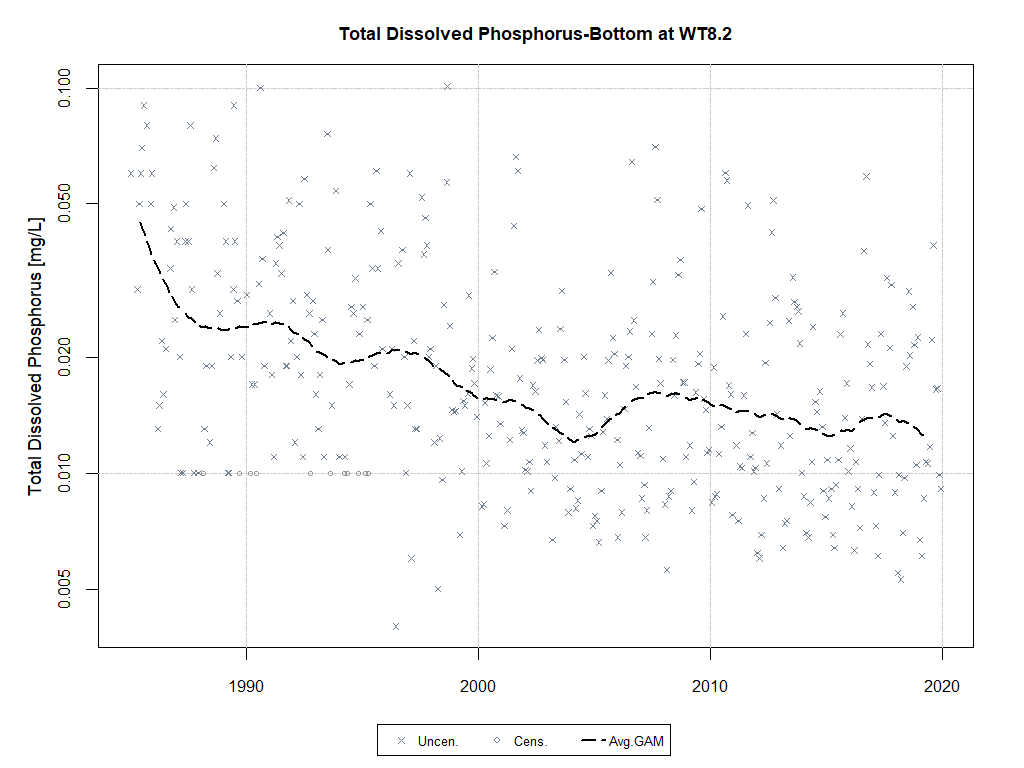 Total Dissolved Phosphorus-Bottom at WT8.2
Total Dissolved Phosphorus [mg/L]
0.100
0.050
0.020
0.010
0.005
1990
2000
2010
2020
Uncen.
Cens.
Avg.GAM